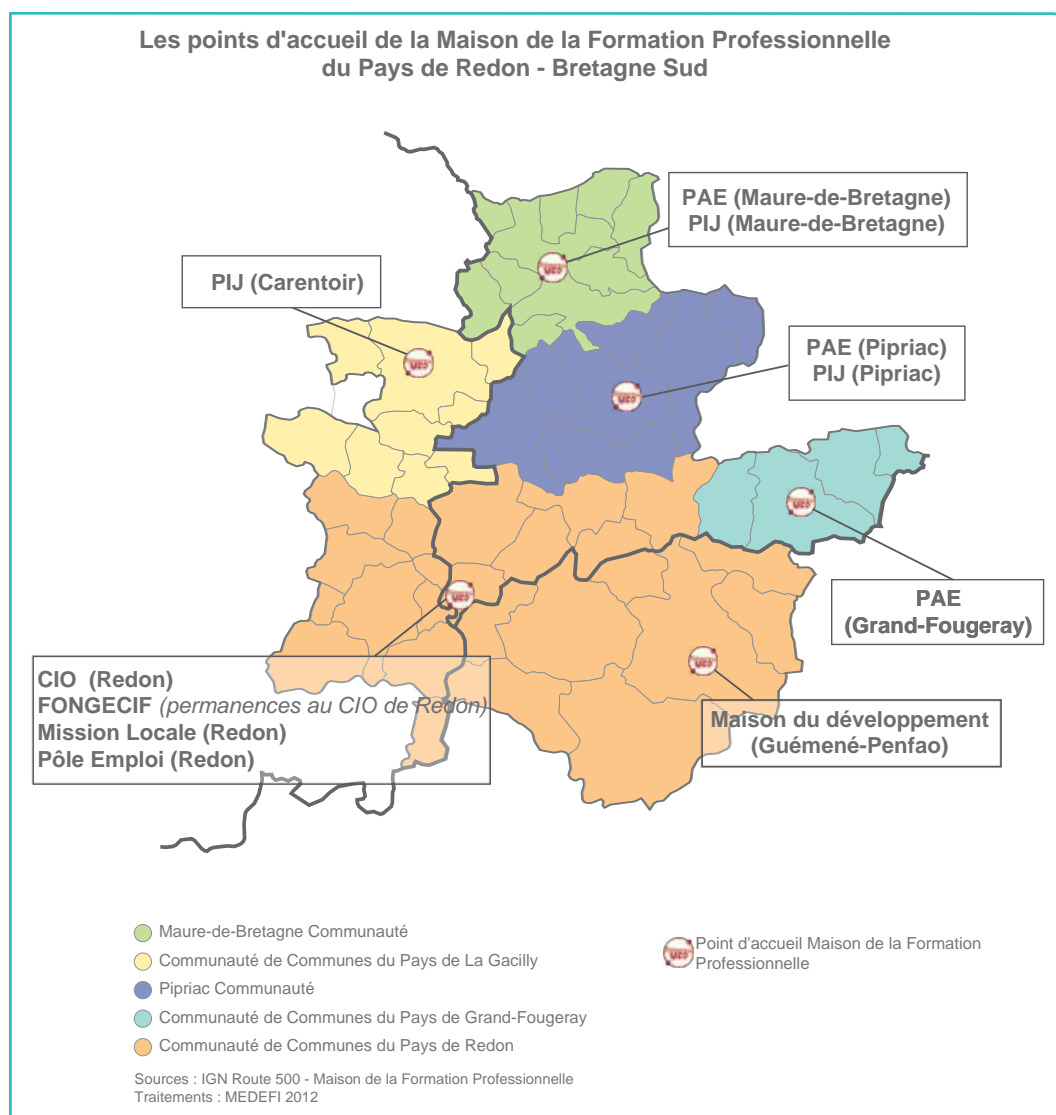 Les points d'accueil de la Maison de la Formation Professionnelle
du Pays de Redon - Bretagne Sud
PAE (Maure-de-Bretagne)
PIJ (Maure-de-Bretagne)
PIJ (Carentoir)
PAE (Pipriac)
PIJ (Pipriac)
PAE
(Grand-Fougeray)
CIO (Redon)
FONGECIF (permanences au CIO de Redon)
Mission Locale (Redon)
Pôle Emploi (Redon)
Maison du développement
(Guémené-Penfao)
Maure-de-Bretagne Communauté
Communauté de Communes du Pays de La Gacilly
Pipriac Communauté
Communauté de Communes du Pays de Grand-Fougeray
Communauté de Communes du Pays de Redon
Point d'accueil Maison de la Formation
Professionnelle
Sources : IGN Route 500 - Maison de la Formation Professionnelle
Traitements : MEDEFI 2012